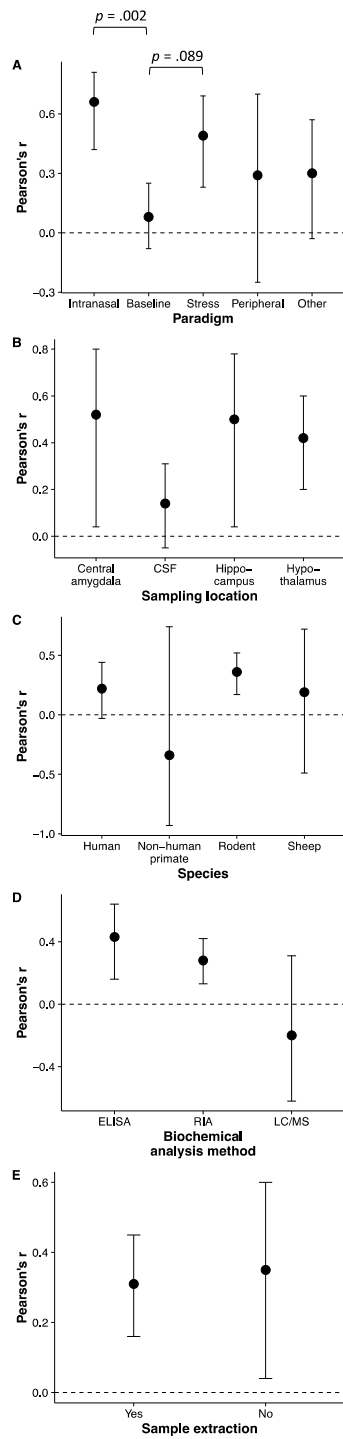 p = .002
p = .089
A
Pearson's r
0.6
0.3
0.0
−0.3
Intranasal Baseline Stress Peripheral Other
Paradigm
B
Pearson's r
0.8
0.6
0.4
0.2
0.0
Central amygdala
CSF
Hippo−campus
Hypo−thalamus
Sampling location
C
Pearson's r
0.5
0.0
−0.5
−1.0
Human
Non−human primate
Rodent
Sheep
Species
D
Pearson's r
0.4
0.0
−0.4
ELISA RIA LC/MS
Biochemical
analysis method
E
Pearson's r
0.6
0.4
0.2
0.0
Yes No
Sample extraction